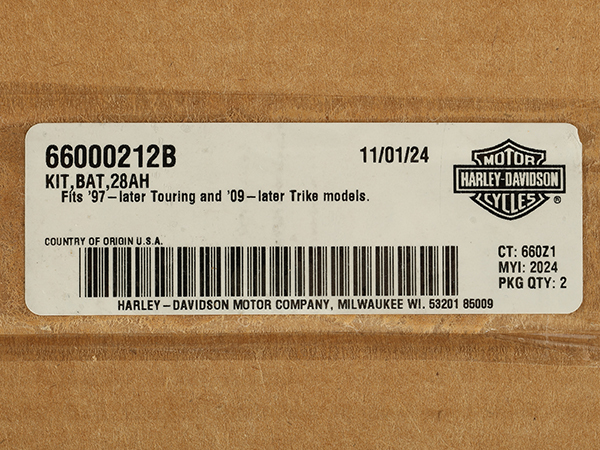 66000212B 11/01/24
KIT,BAT,28AH
Fits '97–later Touring and '09–later Trike models.
MOTOR
HARLEY-DAVIDSON
CYCLES
®
COUNTRY OF ORIGIN U.S.A.
CT: 660Z1
MYI: 2024
PKG QTY: 2
HARLEY–DAVIDSON MOTOR COMPANY, MILWAUKEE WI. 53201 85009